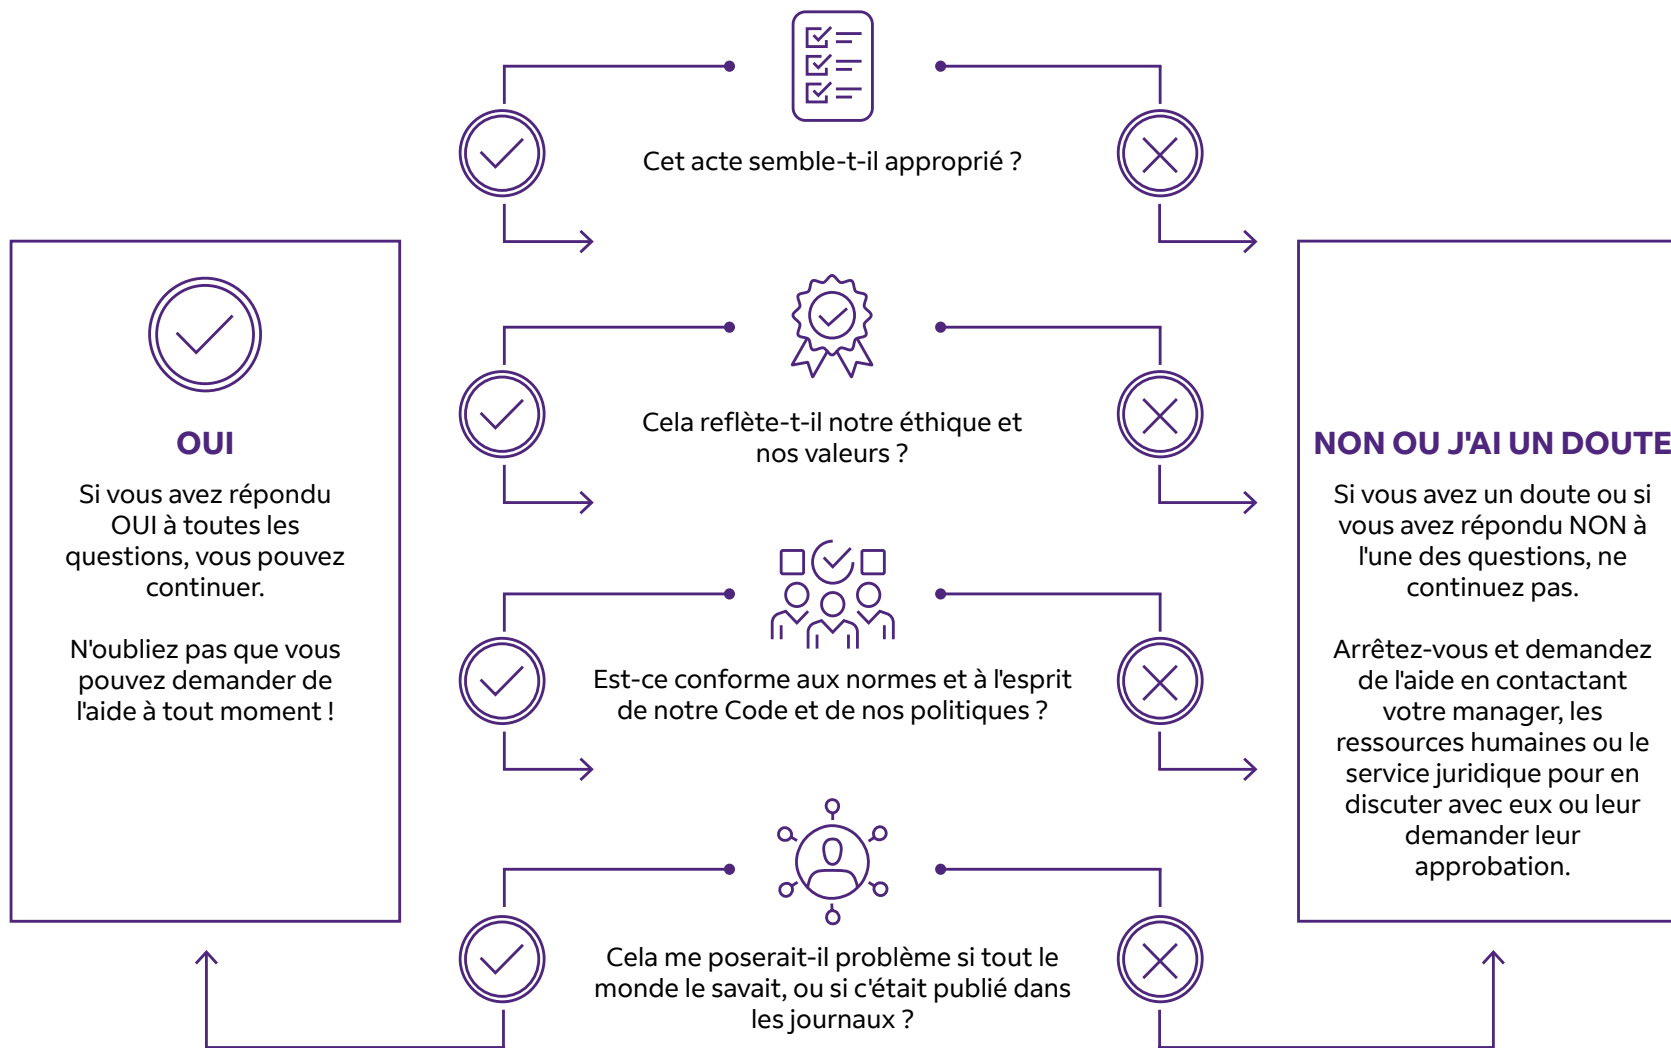 Cet acte semble-t-il approprié ?
Cela reflète-t-il notre éthique et
nos valeurs ?
Est-ce conforme aux normes et à l'esprit
de notre Code et de nos politiques ?
Cela me poserait-il problème si tout le
monde le savait, ou si c'était publié dans
les journaux ?
OUI
Si vous avez répondu
OUI à toutes les
questions, vous pouvez
continuer.
N'oubliez pas que vous
pouvez demander de
l'aide à tout moment !
NON OU J'AI UN DOUTE
Si vous avez un doute ou si
vous avez répondu NON à
l'une des questions, ne
continuez pas.
Arrêtez-vous et demandez
de l'aide en contactant
votre manager, les
ressources humaines ou le
service juridique pour en
discuter avec eux ou leur
demander leur
approbation.